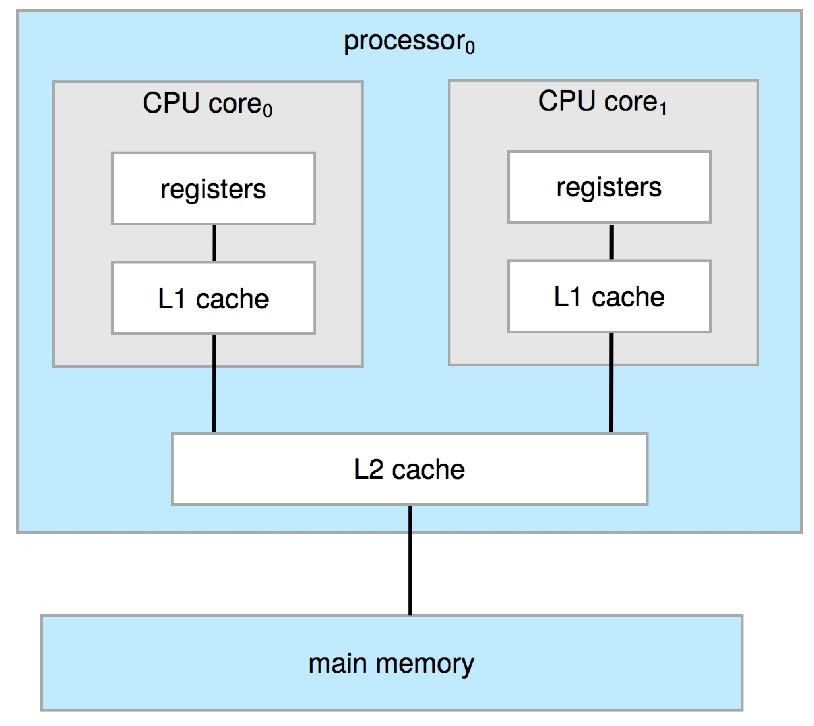 processor₀
CPU core₀
CPU core₁
registers
registers
L1 cache
L1 cache
L2 cache
main memory